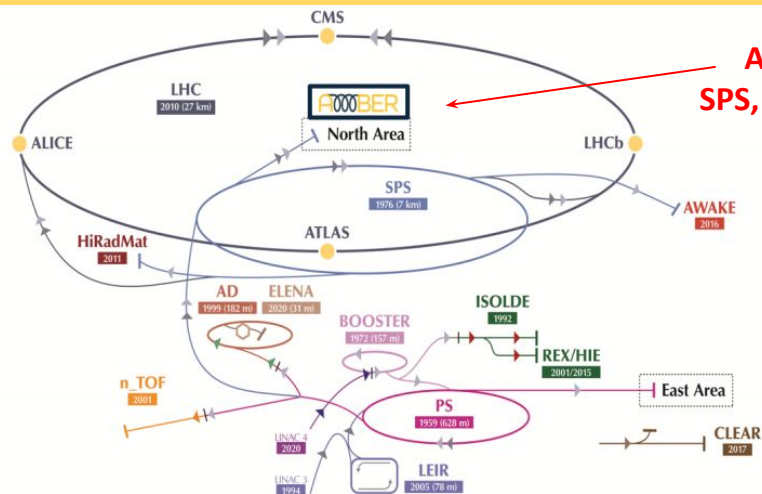 CMS
LHC
2010 (27 km)
AMBER
A
SPS,
North Area
ALICE
LHCb
SPS
1976 (7 km)
AWAKE
2016
ATLAS
HiRadMat
2011
AD
1999 (182 m)
ELENA
2020 (31 m)
ISOLDE
1992
BOOSTER
1972 (157 m)
REX/HIE
2001/2015
n_TOF
2001
East Area
PS
1959 (628 m)
LINAC 4
2020
CLEAR
2017
LINAC 3
1994
LEIR
2005 (78 m)